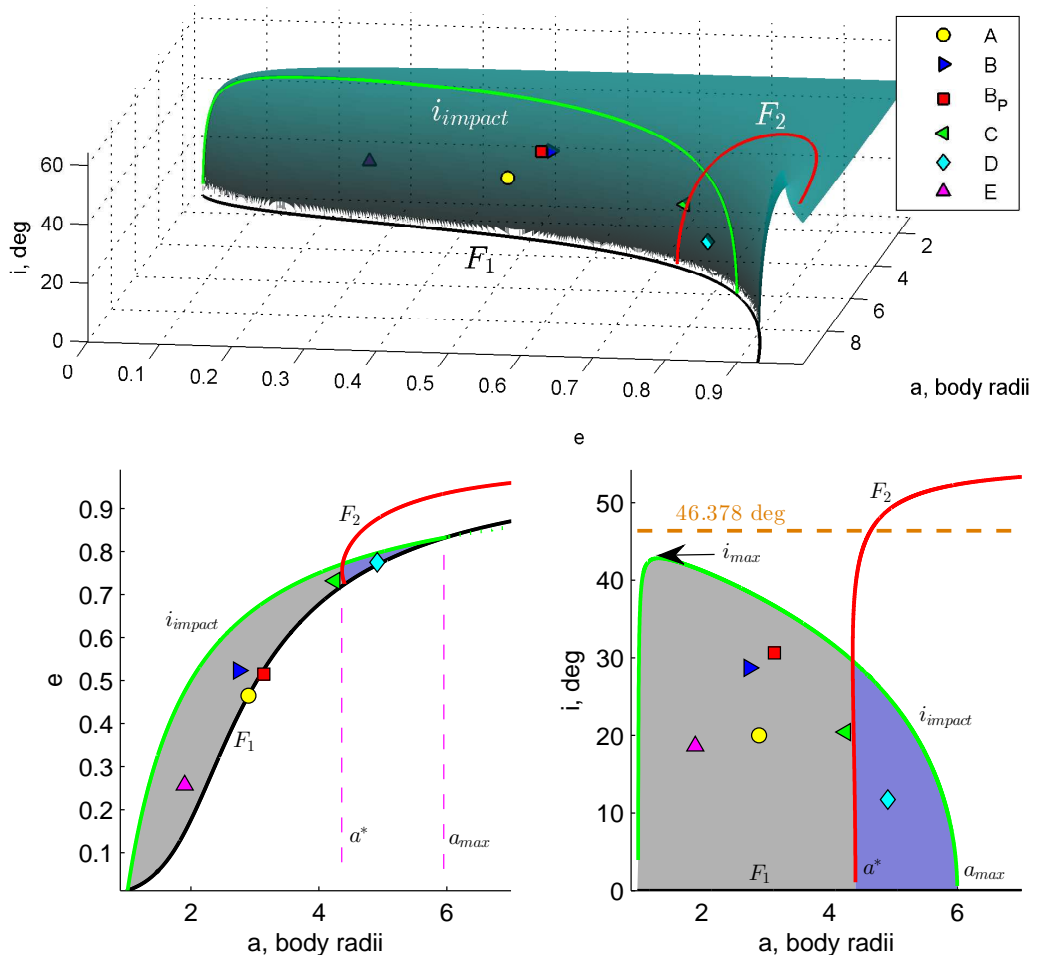 60
40
20
0
i, deg
0
0.1
0.2
0.3
0.4
0.5
0.6
0.7
0.8
0.9
e
2
4
6
8
a, body radii
i_impact
F_1
F_2
A
B
B_P
C
D
E
0.9
0.8
0.7
0.6
0.5
0.4
0.3
0.2
0.1
e
2
4
6
a, body radii
i_impact
F_1
F_2
a*
a_max
50
40
30
20
10
0
i, deg
2
4
6
a, body radii
46.378 deg
i_max
F_2
i_impact
F_1
a*
a_max